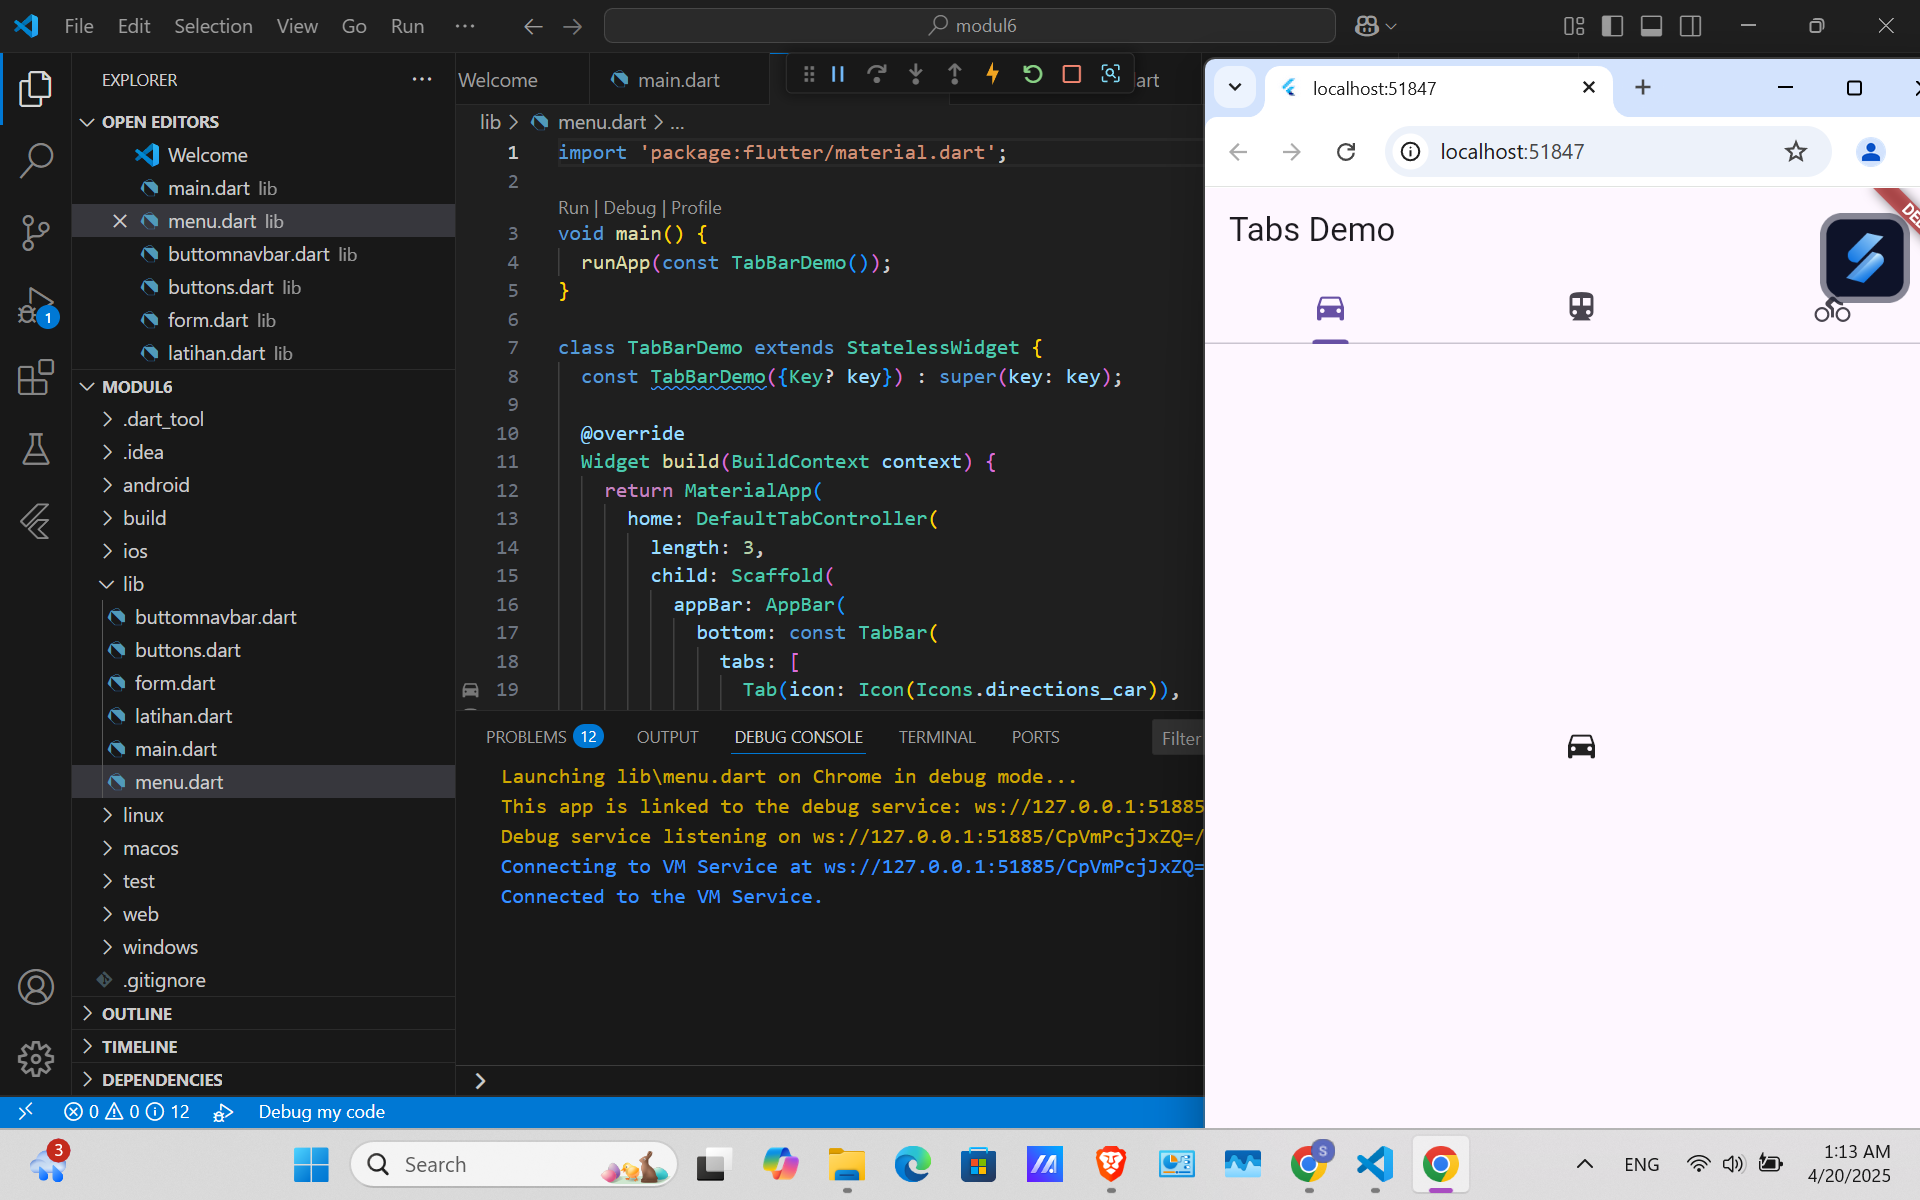 File Edit Selection View Go Run ··· modul6
EXPLORER ···
OPEN EDITORS
Welcome
main.dart lib
menu.dart lib
buttomnavbar.dart lib
buttons.dart lib
form.dart lib
latihan.dart lib
MODUL6
.dart_tool
.idea
android
build
ios
lib
buttomnavbar.dart
buttons.dart
form.dart
latihan.dart
main.dart
menu.dart
linux
macos
test
web
windows
.gitignore
OUTLINE
TIMELINE
DEPENDENCIES
1
Welcome main.dart art
lib > menu.dart > ...
1 import 'package:flutter/material.dart';
2
Run | Debug | Profile
3 void main() {
4 runApp(const TabBarDemo());
5 }
6
7 class TabBarDemo extends StatelessWidget {
8 const TabBarDemo({Key? key}) : super(key: key);
9
10 @override
11 Widget build(BuildContext context) {
12 return MaterialApp(
13 home: DefaultTabController(
14 length: 3,
15 child: Scaffold(
16 appBar: AppBar(
17 bottom: const TabBar(
18 tabs: [
19 Tab(icon: Icon(Icons.directions_car)),
PROBLEMS 12 OUTPUT DEBUG CONSOLE TERMINAL PORTS Filter
Launching lib\menu.dart on Chrome in debug mode...
This app is linked to the debug service: ws://127.0.0.1:51885
Debug service listening on ws://127.0.0.1:51885/CpVmPcjJxZQ=/
Connecting to VM Service at ws://127.0.0.1:51885/CpVmPcjJxZQ=
Connected to the VM Service.
0 0 12 Debug my code
localhost:51847
localhost:51847
Tabs Demo
3
Search
S
ENG
1:13 AM
4/20/2025